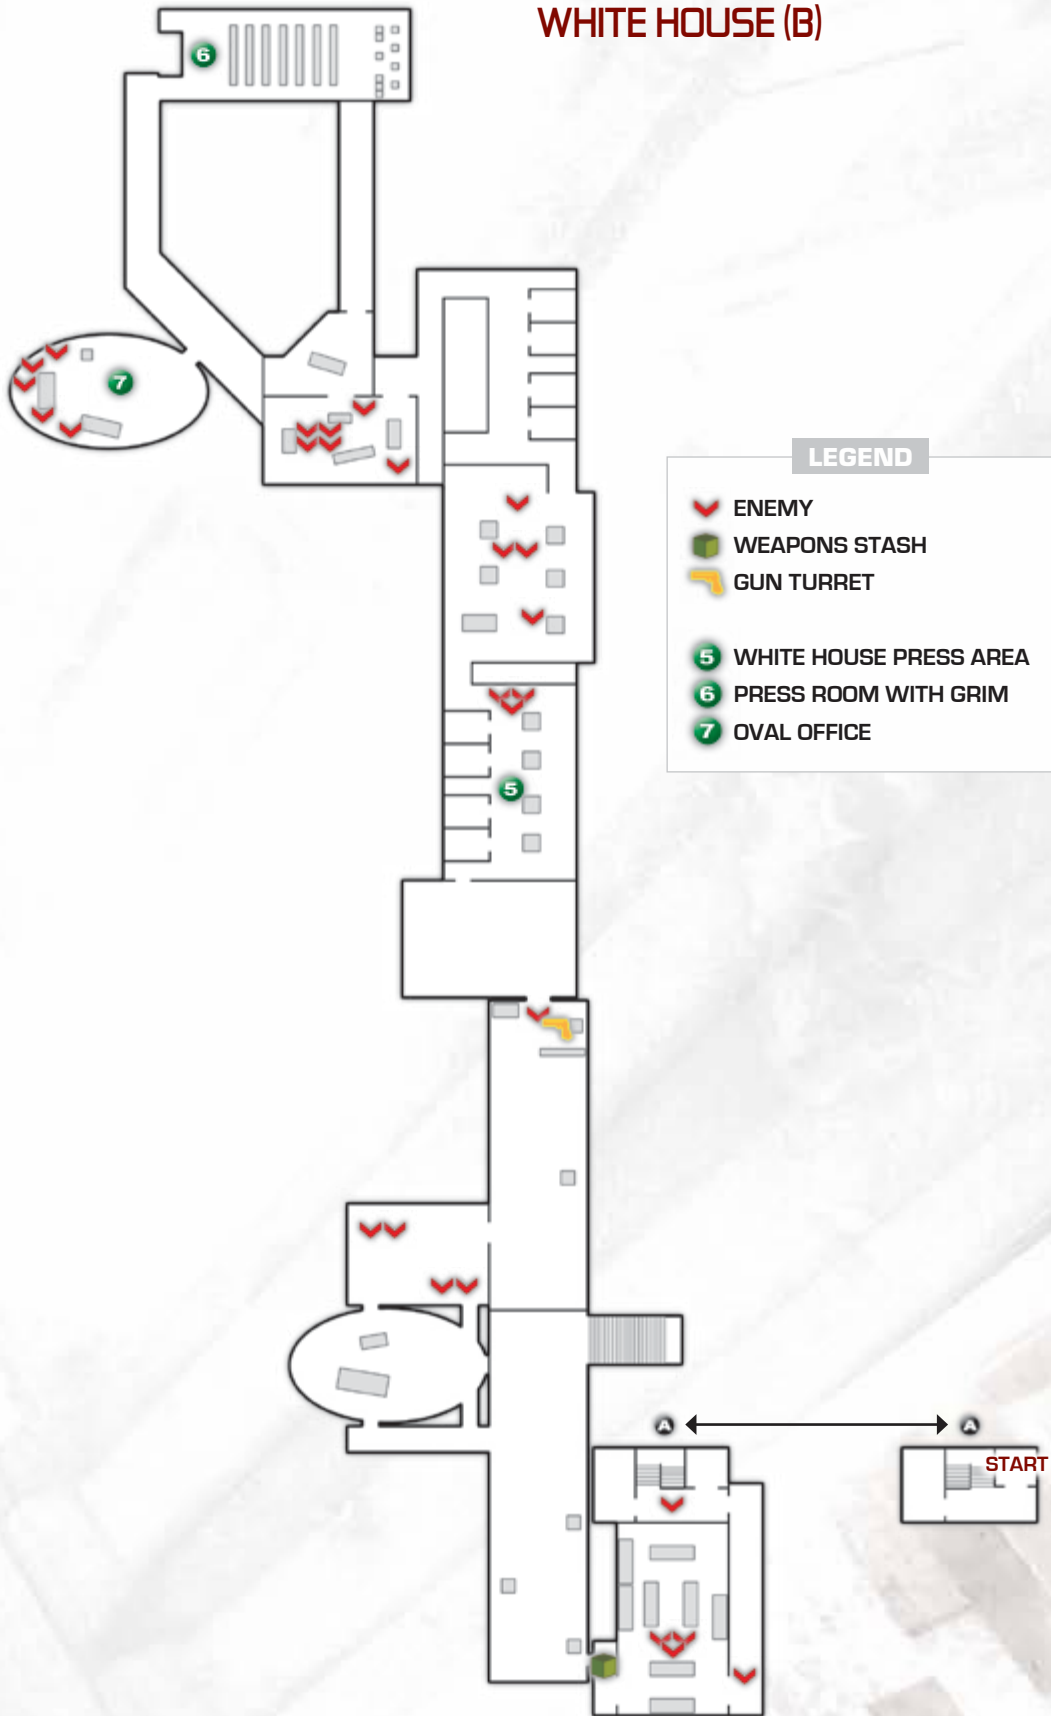 WHITE HOUSE (B)
6
7
LEGEND
ENEMY
WEAPONS STASH
GUN TURRET
5 WHITE HOUSE PRESS AREA
6 PRESS ROOM WITH GRIM
7 OVAL OFFICE
5
A A
START